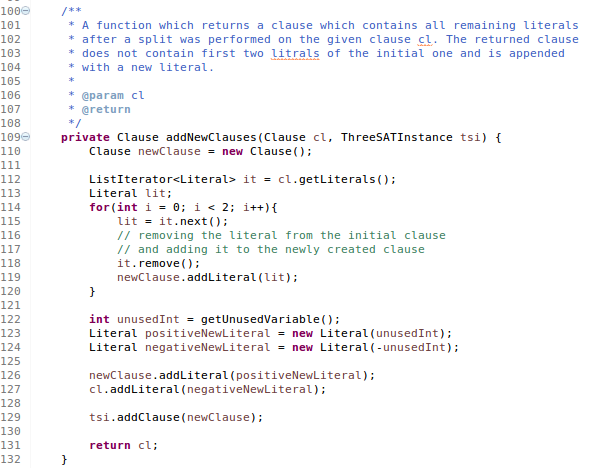 100 /**
101 * A function which returns a clause which contains all remaining literals
102 * after a split was performed on the given clause cl. The returned clause
103 * does not contain first two litrals of the initial one and is appended
104 * with a new literal.
105 *
106 * @param cl
107 * @return
108 */
109 private Clause addNewClauses(Clause cl, ThreeSATInstance tsi) {
110 Clause newClause = new Clause();
111
112 ListIterator<Literal> it = cl.getLiterals();
113 Literal lit;
114 for(int i = 0; i < 2; i++){
115 lit = it.next();
116 // removing the literal from the initial clause
117 // and adding it to the newly created clause
118 it.remove();
119 newClause.addLiteral(lit);
120 }
121
122 int unusedInt = getUnusedVariable();
123 Literal positiveNewLiteral = new Literal(unusedInt);
124 Literal negativeNewLiteral = new Literal(-unusedInt);
125
126 newClause.addLiteral(positiveNewLiteral);
127 cl.addLiteral(negativeNewLiteral);
128
129 tsi.addClause(newClause);
130
131 return cl;
132 }